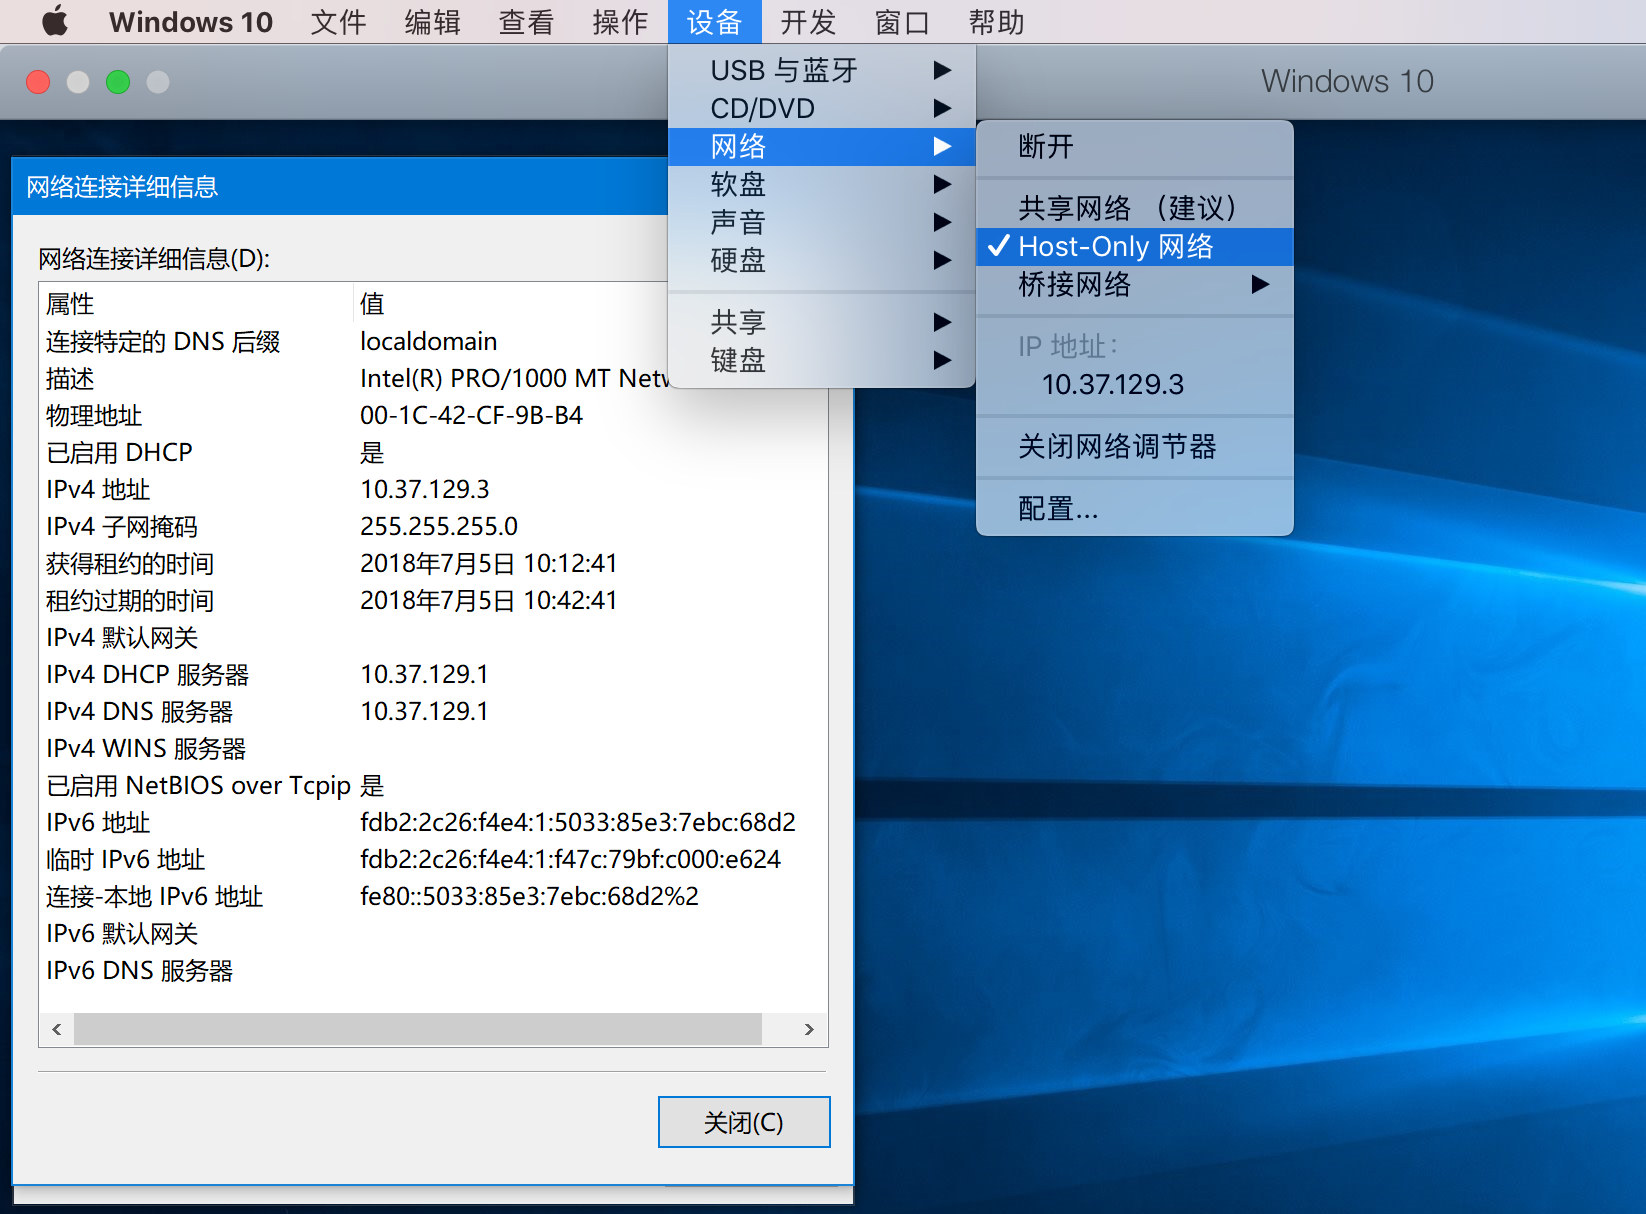 Windows 10 文件 编辑 查看 操作 设备 开发 窗口 帮助
Windows 10
USB 与蓝牙
CD/DVD
网络
软盘
声音
硬盘
共享
键盘
断开
共享网络 （建议）
Host-Only 网络
桥接网络
IP 地址：
10.37.129.3
关闭网络调节器
配置...
网络连接详细信息
网络连接详细信息(D):
属性 值
连接特定的 DNS 后缀 localdomain
描述 Intel(R) PRO/1000 MT
物理地址 00-1C-42-CF-9B-B4
已启用 DHCP 是
IPv4 地址 10.37.129.3
IPv4 子网掩码 255.255.255.0
获得租约的时间 2018年7月5日 10:12:41
租约过期的时间 2018年7月5日 10:42:41
IPv4 默认网关
IPv4 DHCP 服务器 10.37.129.1
IPv4 DNS 服务器 10.37.129.1
IPv4 WINS 服务器
已启用 NetBIOS over Tcpip 是
IPv6 地址 fdb2:2c26:f4e4:1:5033:85e3:7ebc:68d2
临时 IPv6 地址 fdb2:2c26:f4e4:1:f47c:79bf:c000:e624
连接-本地 IPv6 地址 fe80::5033:85e3:7ebc:68d2%2
IPv6 默认网关
IPv6 DNS 服务器
关闭(C)